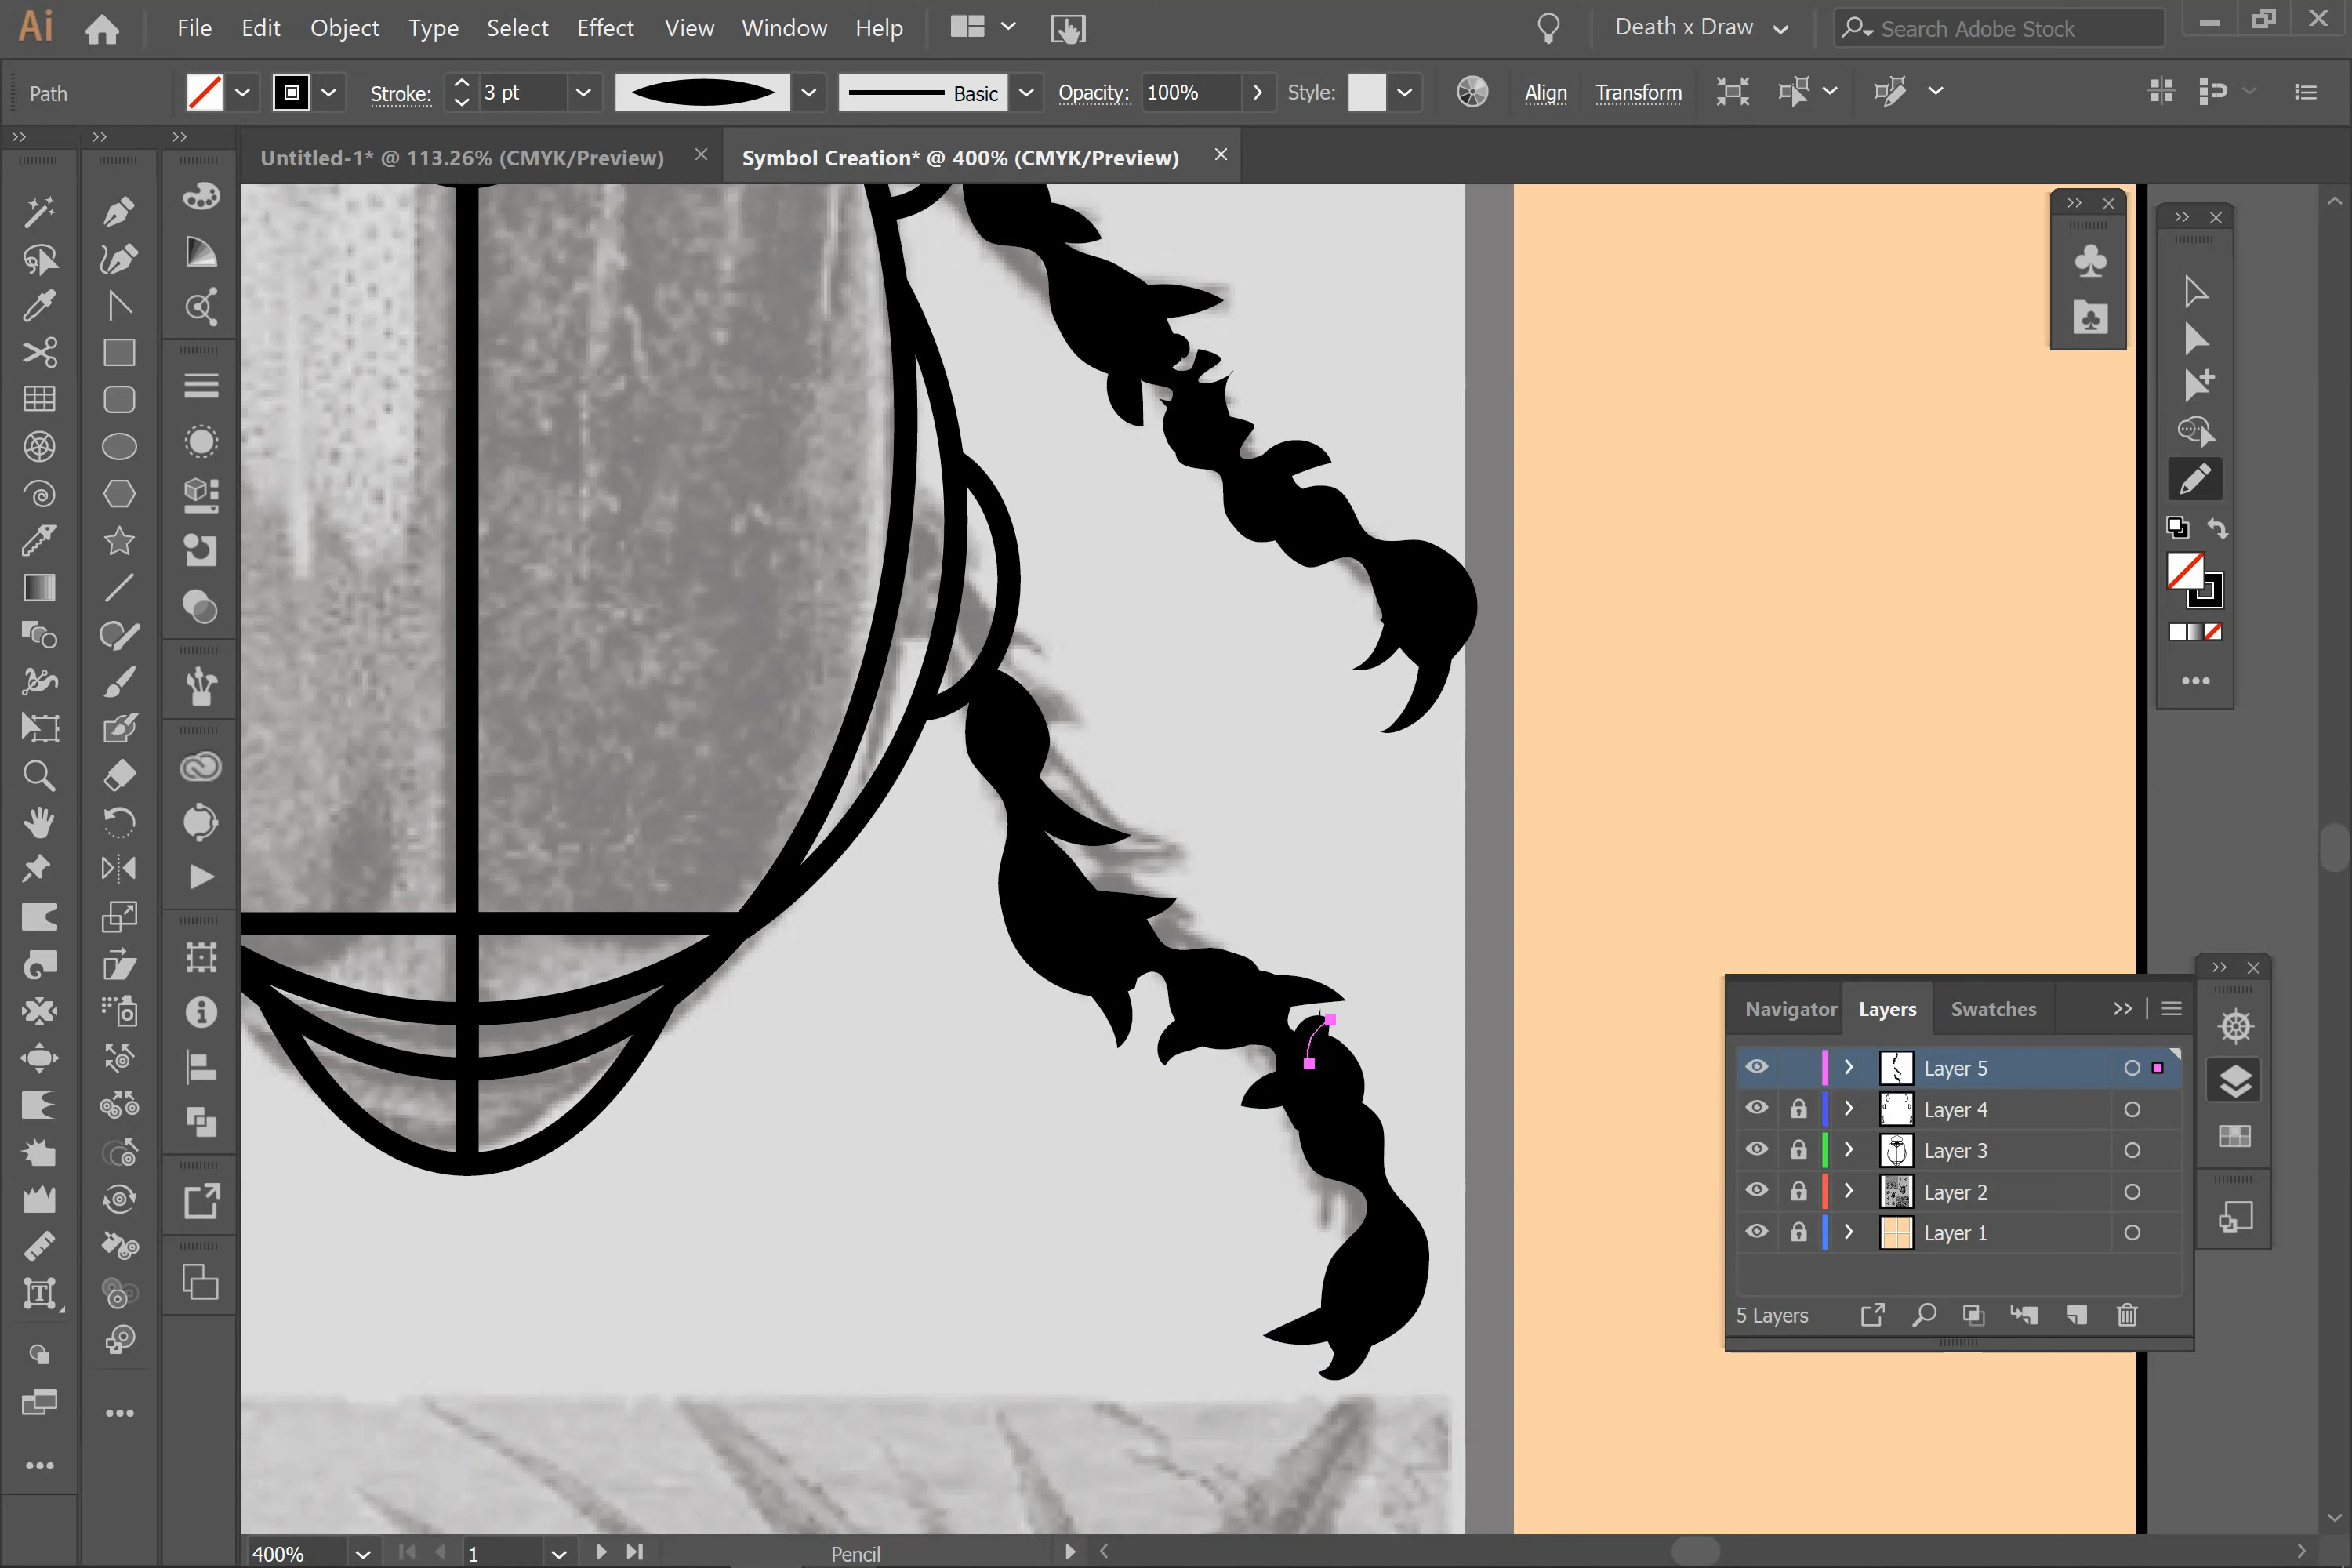 Ai File Edit Object Type Select Effect View Window Help Death x Draw Search Adobe Stock
Path Stroke: 3 pt Basic Opacity: 100% Style: Align Transform
Untitled-1* @ 113.26% (CMYK/Preview) Symbol Creation* @ 400% (CMYK/Preview)
Navigator Layers Swatches
Layer 5
Layer 4
Layer 3
Layer 2
Layer 1
5 Layers
400% 1 Pencil